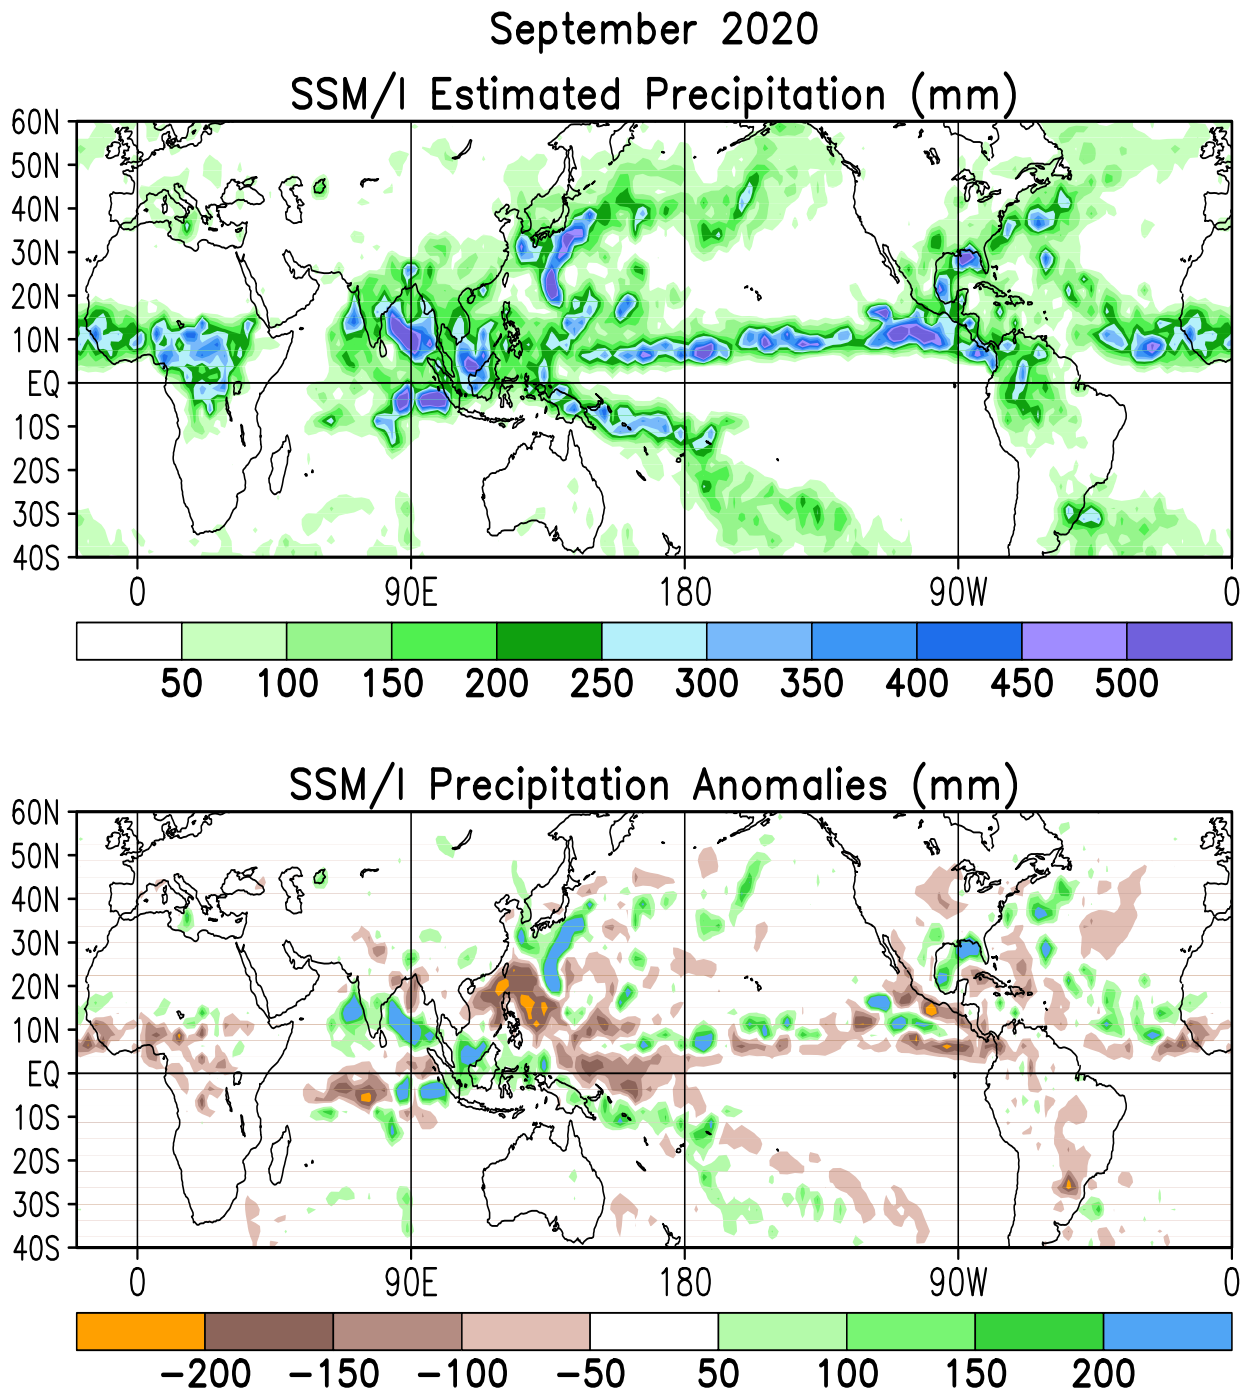 September 2020
SSM/I Estimated Precipitation (mm)
60N
50N
40N
30N
20N
10N
EQ
10S
20S
30S
40S
0 90E 180 90W 0
50 100 150 200 250 300 350 400 450 500
SSM/I Precipitation Anomalies (mm)
60N
50N
40N
30N
20N
10N
EQ
10S
20S
30S
40S
0 90E 180 90W 0
−200 −150 −100 −50 50 100 150 200